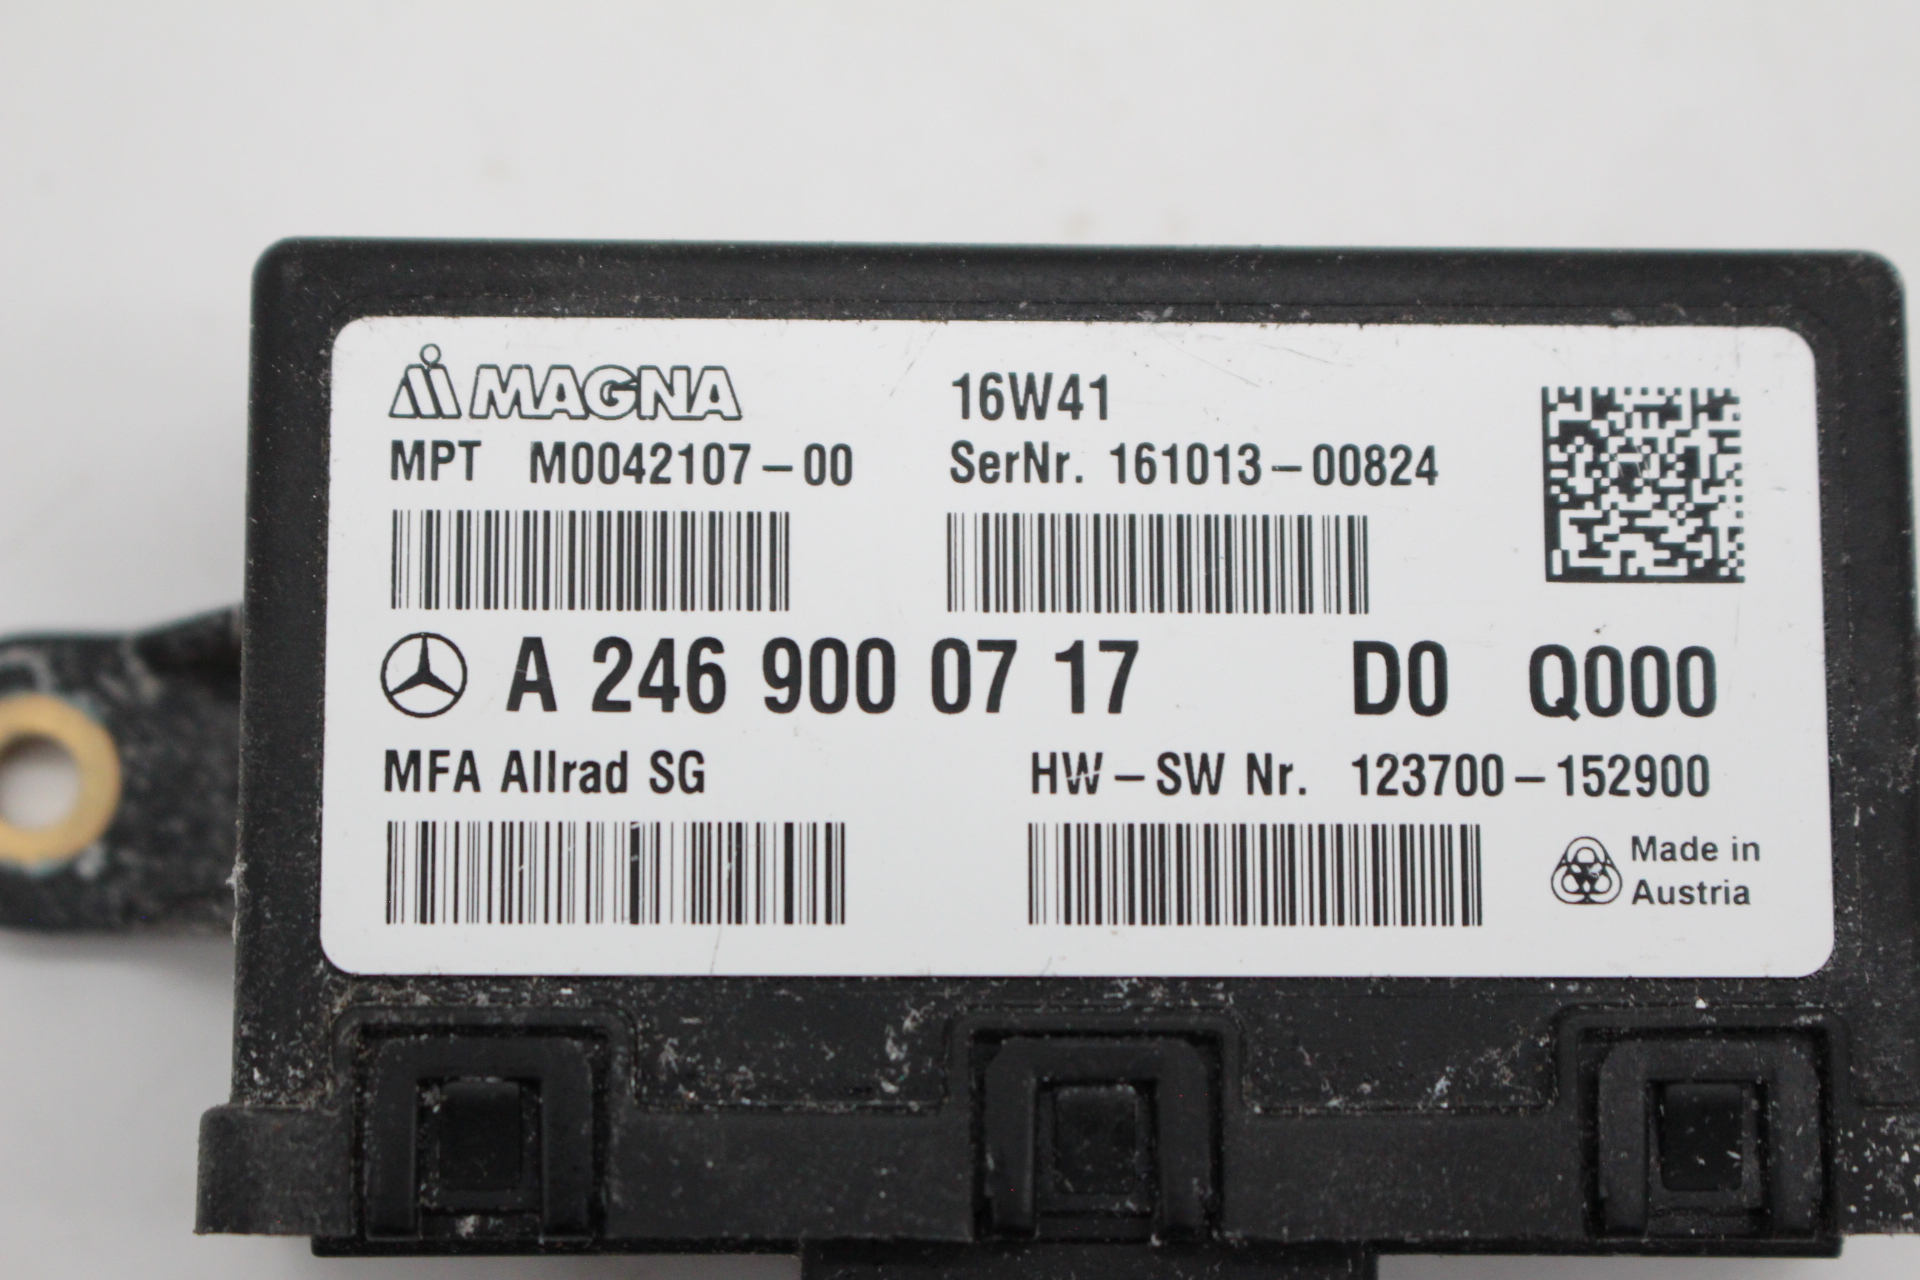 MAGNA
16W41
MPT M0042107-00
SerNr. 161013-00824
A 246 900 07 17 D0 Q000
MFA Allrad SG
HW-SW Nr. 123700-152900
Made in
Austria